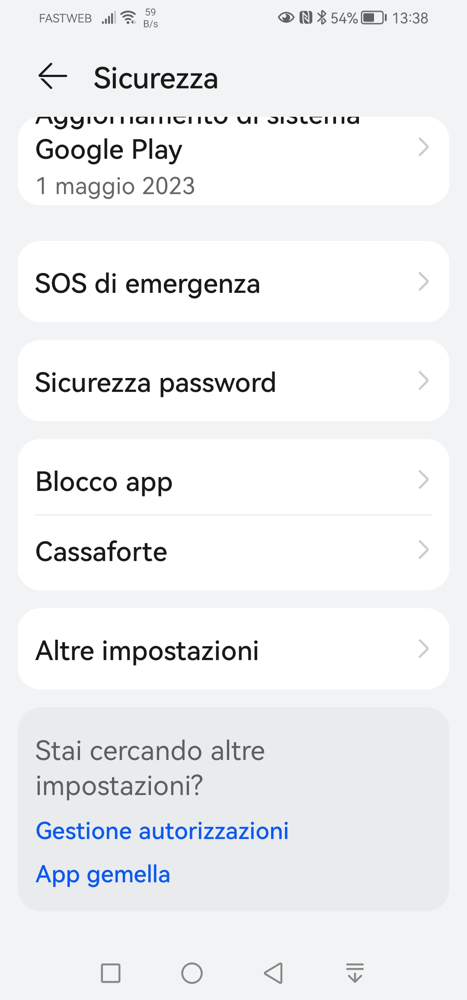 FASTWEB 59 B/s 54% 13:38
Sicurezza
Aggiornamento di sistema
Google Play
1 maggio 2023
SOS di emergenza
Sicurezza password
Blocco app
Cassaforte
Altre impostazioni
Stai cercando altre
impostazioni?
Gestione autorizzazioni
App gemella